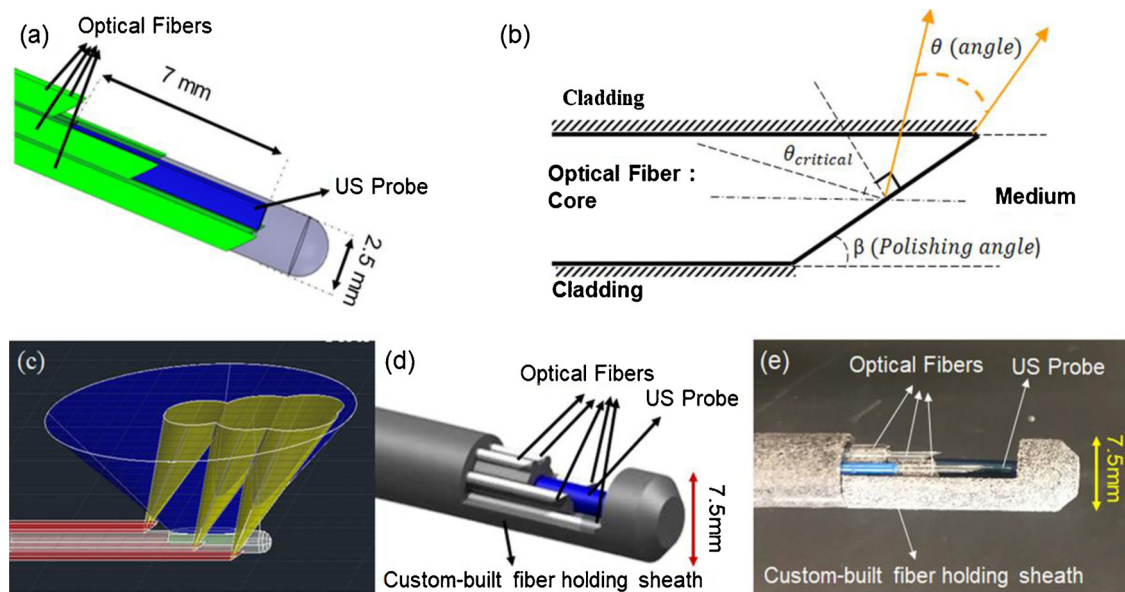 (a)
Optical Fibers
7 mm
US Probe
2.5 mm
(b)
θ (angle)
Cladding
θcritical
Optical Fiber :
Core
Medium
β (Polishing angle)
Cladding
(c)
(d)
Optical Fibers
US Probe
7.5mm
Custom-built fiber holding sheath
(e)
Optical Fibers
US Probe
7.5mm
Custom-built fiber holding sheath